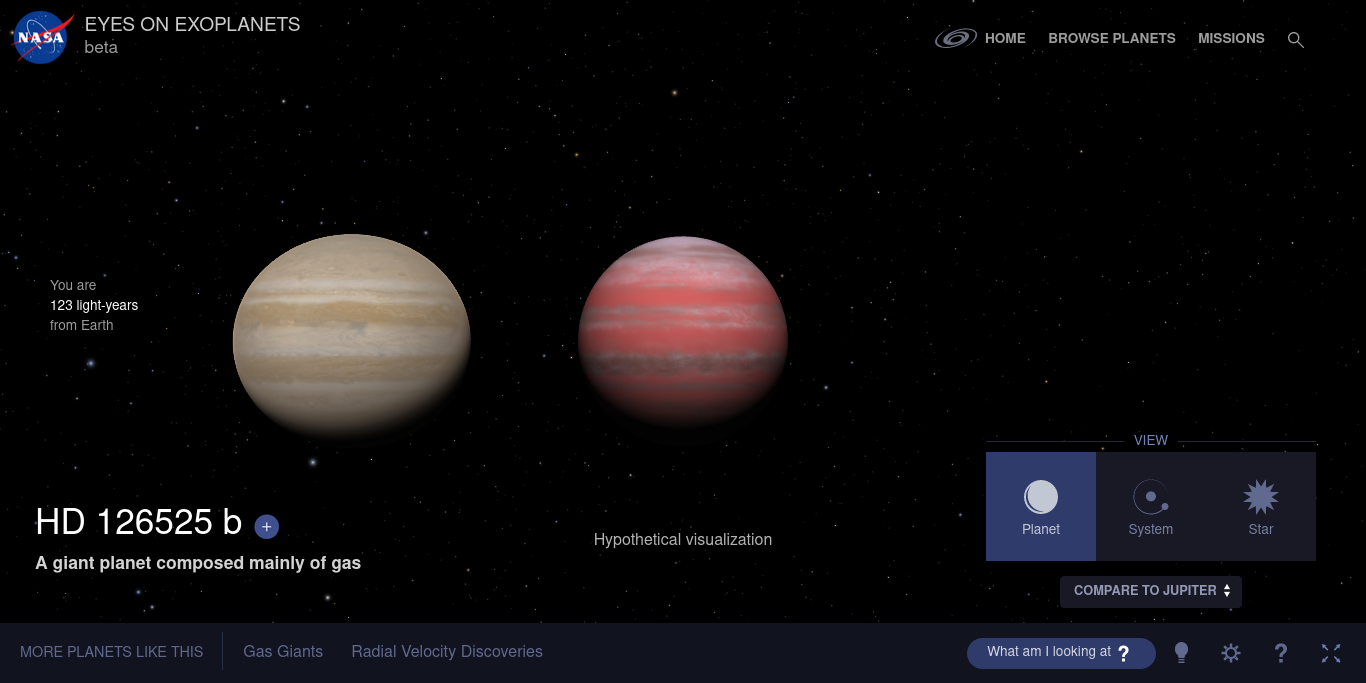 NASA
EYES ON EXOPLANETS
beta
HOME
BROWSE PLANETS
MISSIONS
You are
123 light-years
from Earth
HD 126525 b +
A giant planet composed mainly of gas
Hypothetical visualization
VIEW
Planet
System
Star
COMPARE TO JUPITER
MORE PLANETS LIKE THIS
Gas Giants
Radial Velocity Discoveries
What am I looking at ?
?